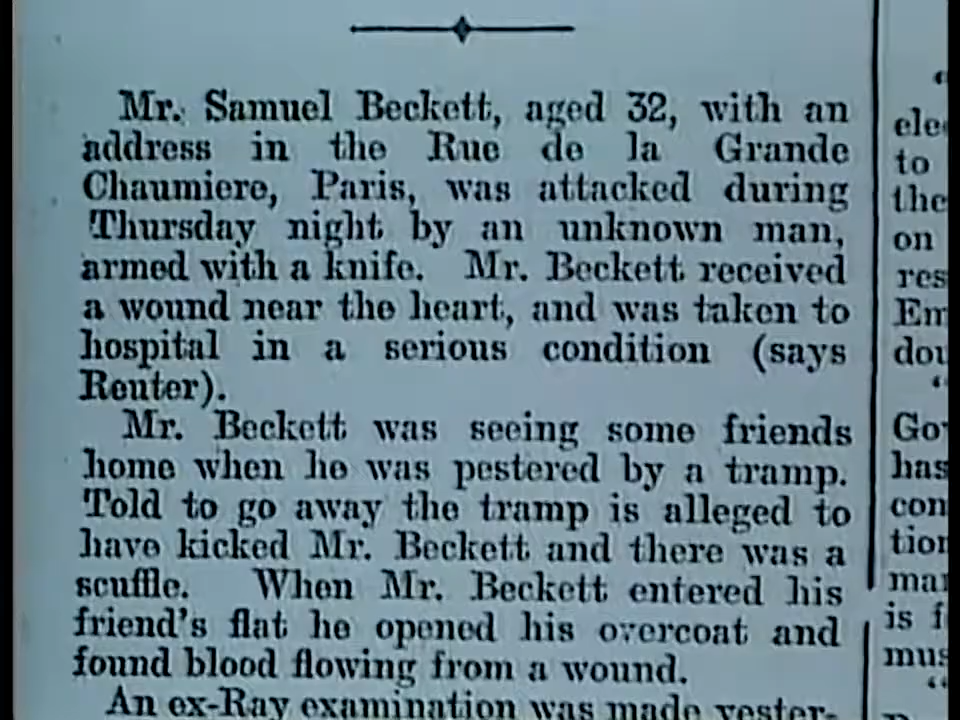 Mr. Samuel Beckett, aged 32, with an
address in the Rue de la Grande
Chaumiere, Paris, was attacked during
Thursday night by an unknown man,
armed with a knife. Mr. Beckett received
a wound near the heart, and was taken to
hospital in a serious condition (says
Reuter).
Mr. Beckett was seeing some friends
home when he was pestered by a tramp.
Told to go away the tramp is alleged to
have kicked Mr. Beckett and there was a
scuffle. When Mr. Beckett entered his
friend's flat he opened his overcoat and
found blood flowing from a wound.
An ex-Ray examination was made yester-
to
on
is